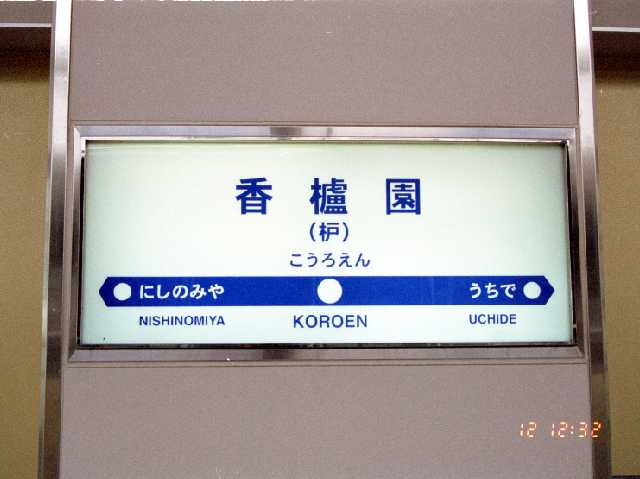 香櫨園
(枦)
こうろえん
にしのみや うちで
NISHINOMIYA KOROEN UCHIDE
12 12:32